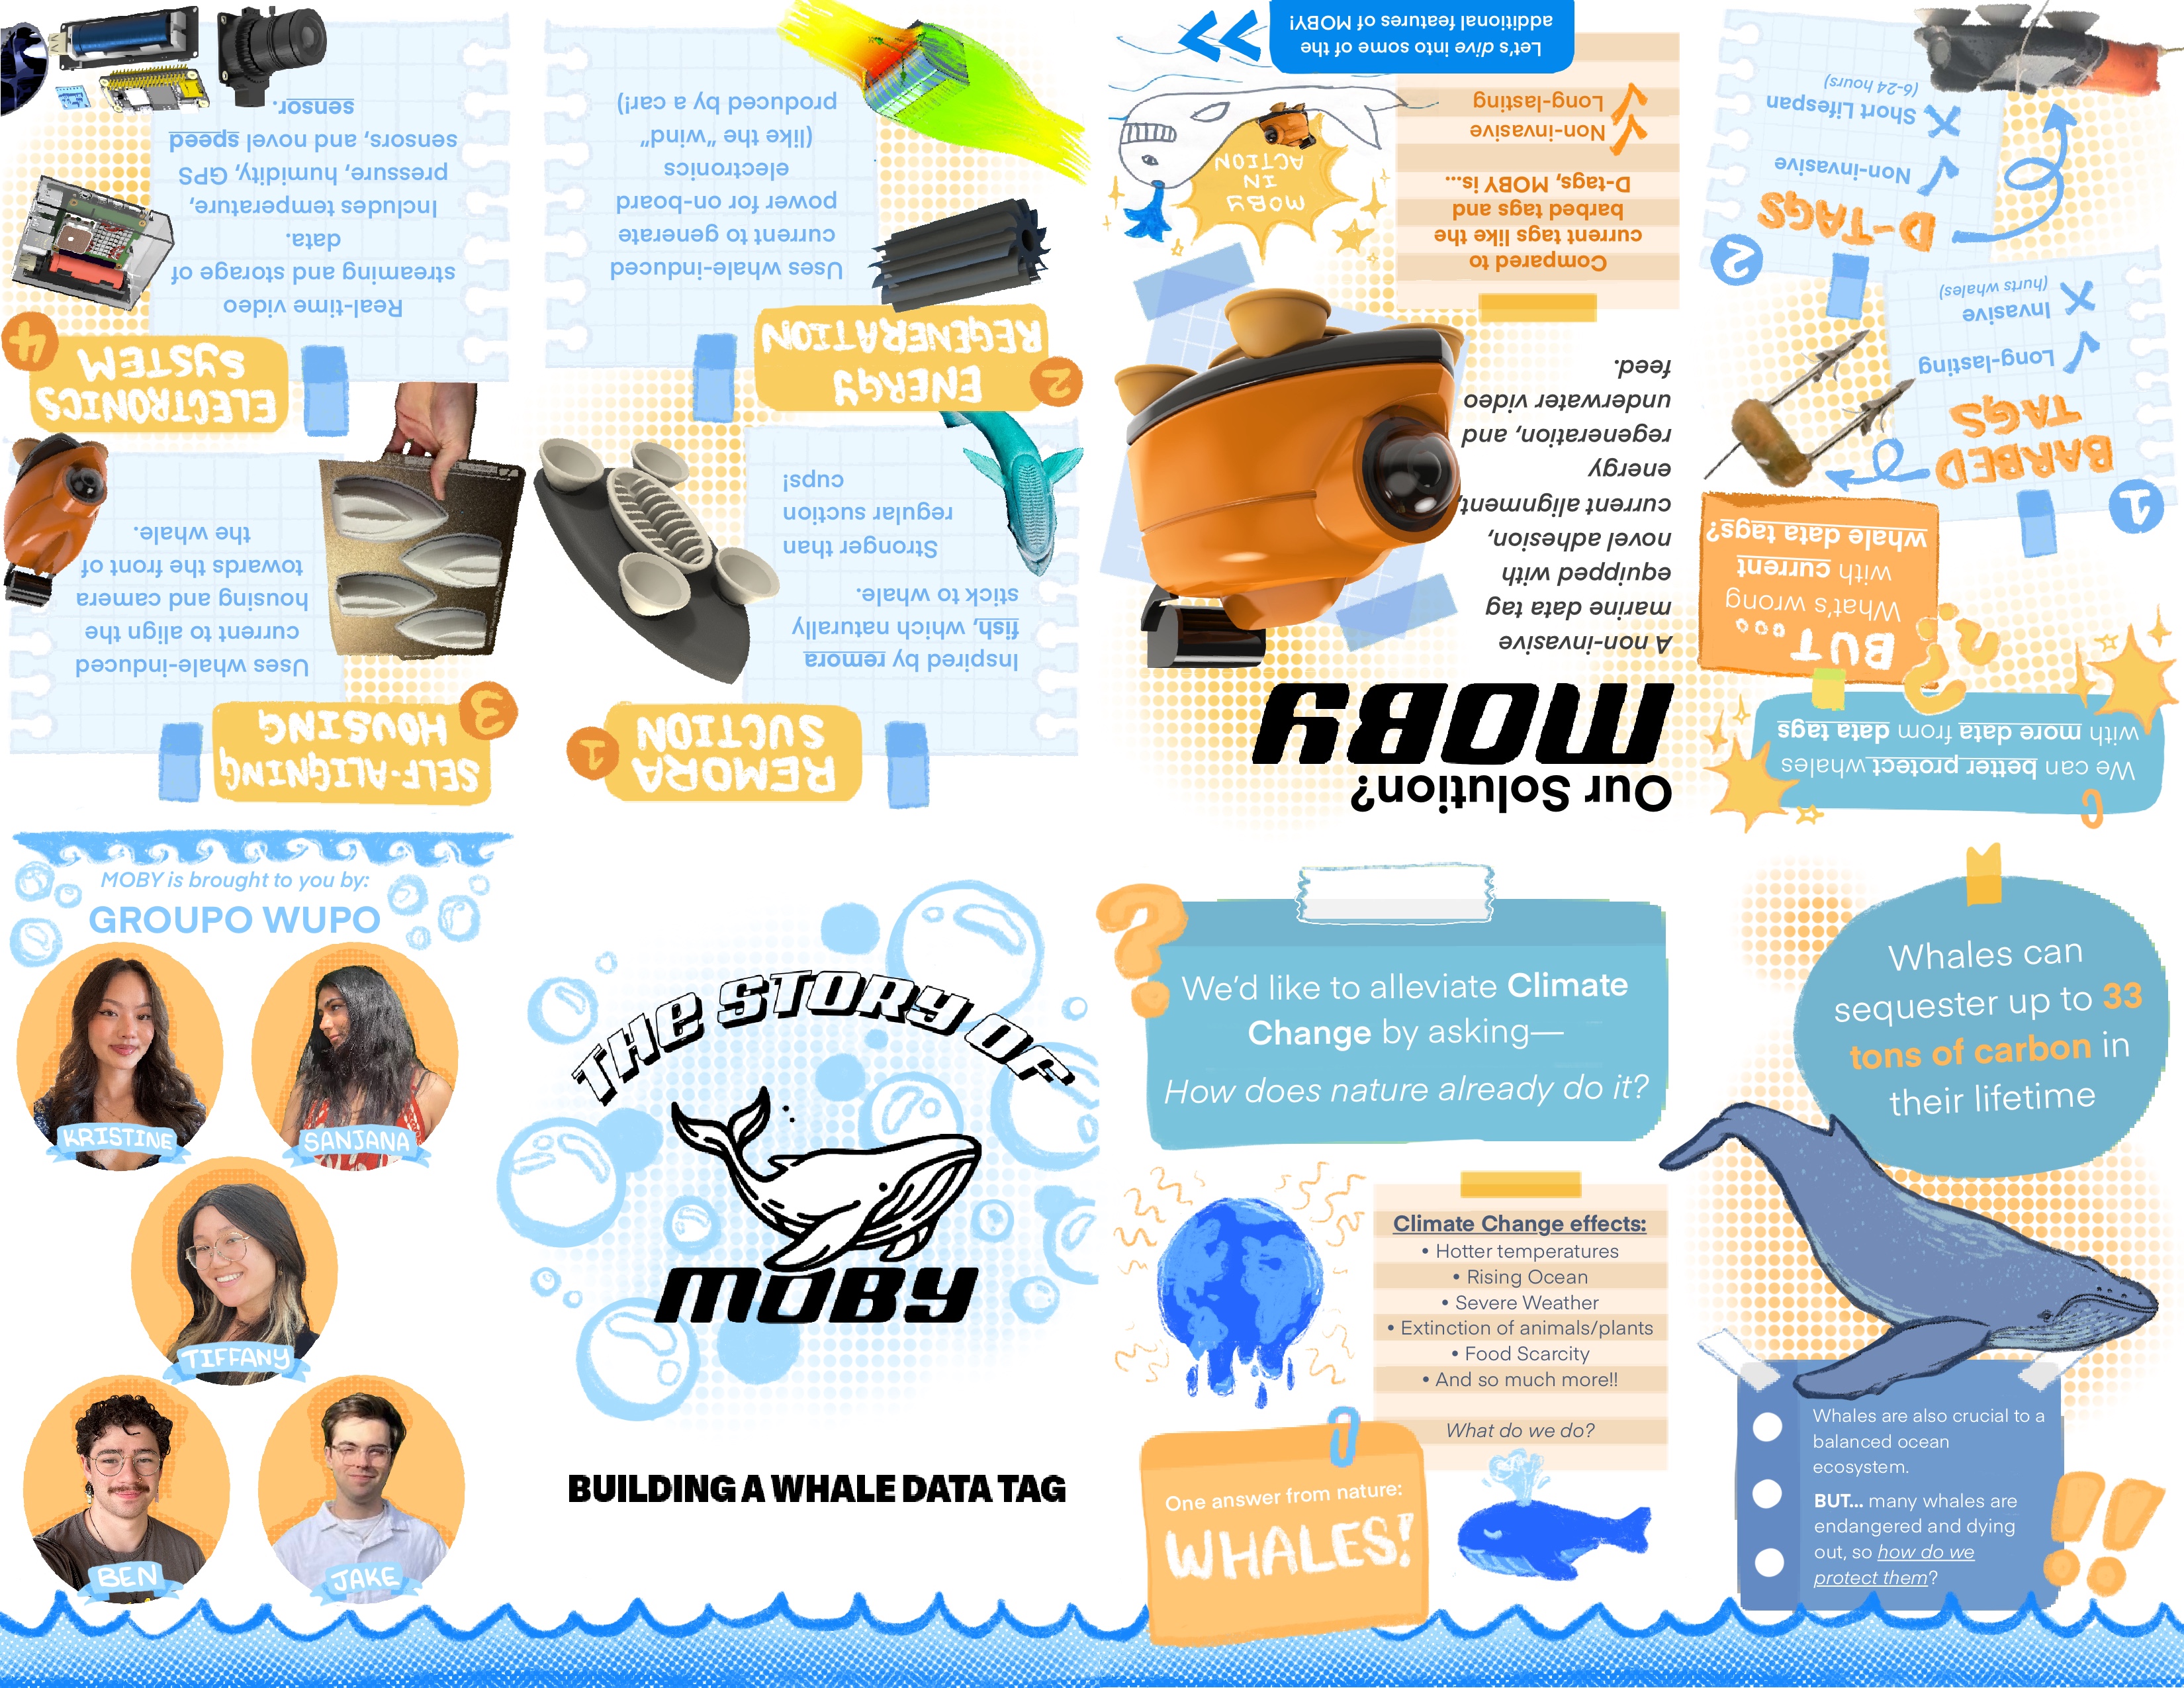 THE STORY OF
MOBY
BUILDING A WHALE DATA TAG
We'd like to alleviate Climate
Change by asking—
How does nature already do it?
Climate Change effects:
• Hotter temperatures
• Rising Ocean
• Severe Weather
• Extinction of animals/plants
• Food Scarcity
• And so much more!!
What do we do?
One answer from nature:
WHALES!
Whales can
sequester up to 33
tons of carbon in
their lifetime
Whales are also crucial to a
balanced ocean
ecosystem.
BUT... many whales are
endangered and dying
out, so how do we
protect them?
We can better protect whales
with more data from data tags
BUT...
What's wrong
with current
whale data tags?
1
BARBED
TAGS
Long-lasting
Invasive
(hurts whales)
2
D-TAGS
Non-invasive
Short Lifespan
(6-24 hours)
Our Solution?
MOBY
A non-invasive
marine data tag
equipped with
novel adhesion,
current alignment,
energy
regeneration, and
underwater video
feed.
Compared to
current tags like the
barbed tags and
D-tags, MOBY is...
Non-invasive
Long-lasting
MOBY
IN
ACTION
Let's dive into some of the
additional features of MOBY!
1
REMORA
SUCTION
Inspired by remora
fish, which naturally
stick to whale.
Stronger than
regular suction
cups!
2
ENERGY
REGENERATION
Uses whale-induced
current to generate
power for on-board
electronics
(like the "wind"
produced by a car!)
3
SELF-ALIGNING
HOUSING
Uses whale-induced
current to align the
housing and camera
towards the front of
the whale.
4
ELECTRONICS
SYSTEM
Real-time video
streaming and storage of
data.
Includes temperature,
pressure, humidity, GPS
sensors, and novel speed
sensor.
MOBY is brought to you by:
GROUPO WUPO
KRISTINE
SANJANA
TIFFANY
BEN
JAKE